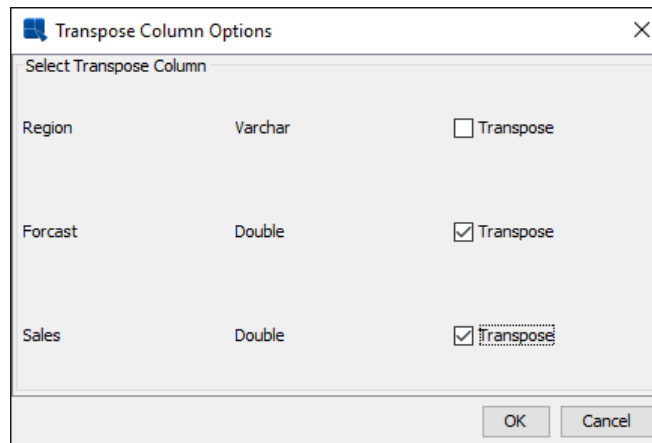 Transpose Column Options
Select Transpose Column
Region Varchar Transpose
Forcast Double Transpose
Sales Double Transpose
OK Cancel